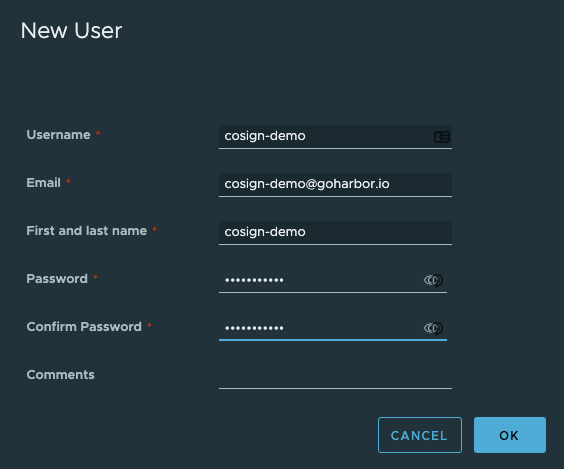 New User
Username * cosign-demo
Email * cosign-demo@goharbor.io
First and last name * cosign-demo
Password * •••••••••••
Confirm Password * •••••••••••
Comments
CANCEL OK